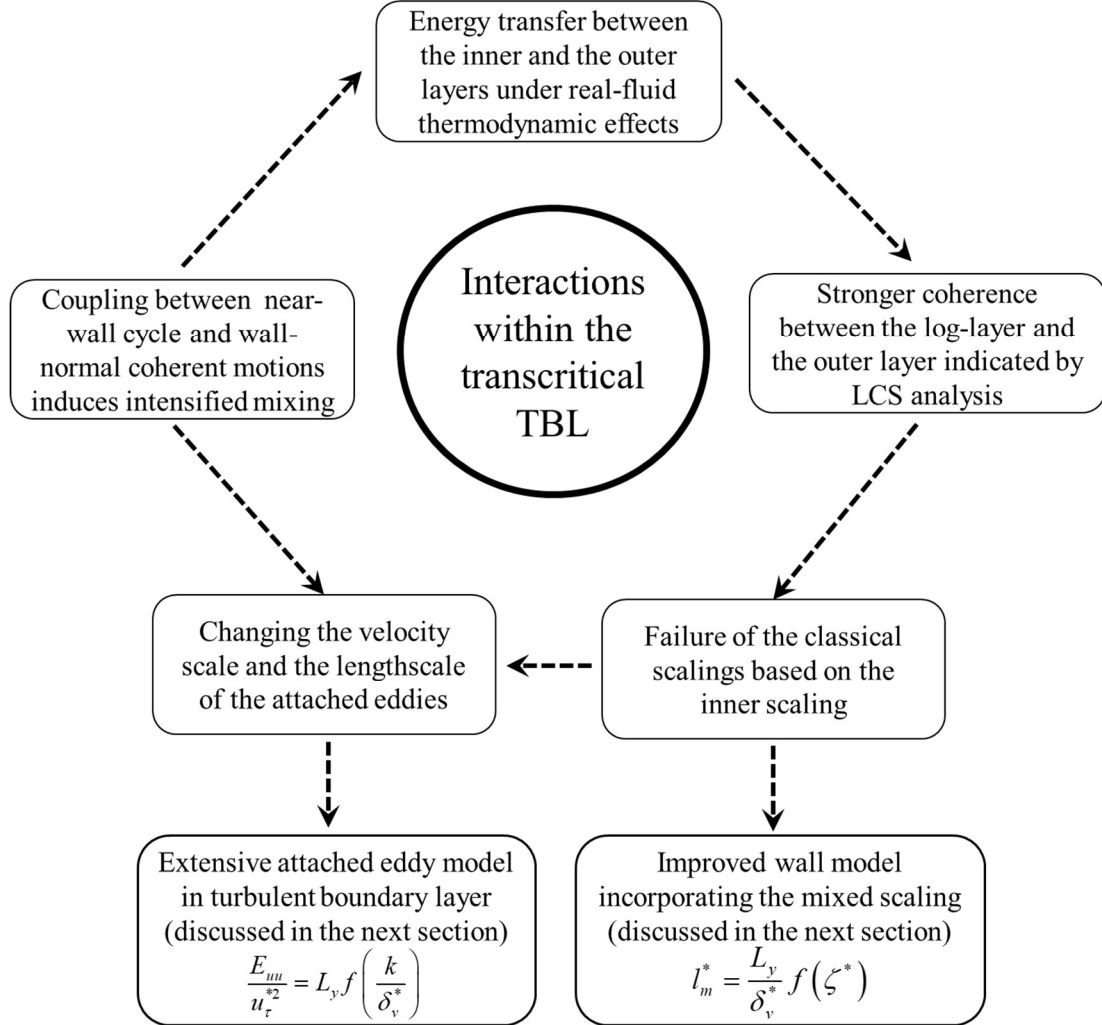 Energy transfer between
the inner and the outer
layers under real-fluid
thermodynamic effects
Coupling between near-
wall cycle and wall-
normal coherent motions
induces intensified mixing
Interactions
within the
transcritical
TBL
Stronger coherence
between the log-layer and
the outer layer indicated by
LCS analysis
Changing the velocity
scale and the lengthscale
of the attached eddies
Failure of the classical
scalings based on the
inner scaling
Extensive attached eddy model
in turbulent boundary layer
(discussed in the next section)
E_{uu} / u_τ^{*2} = L_y f ( k / δ_v^* )
Improved wall model
incorporating the mixed scaling
(discussed in the next section)
l_m^* = L_y / δ_v^* f ( ζ^* )